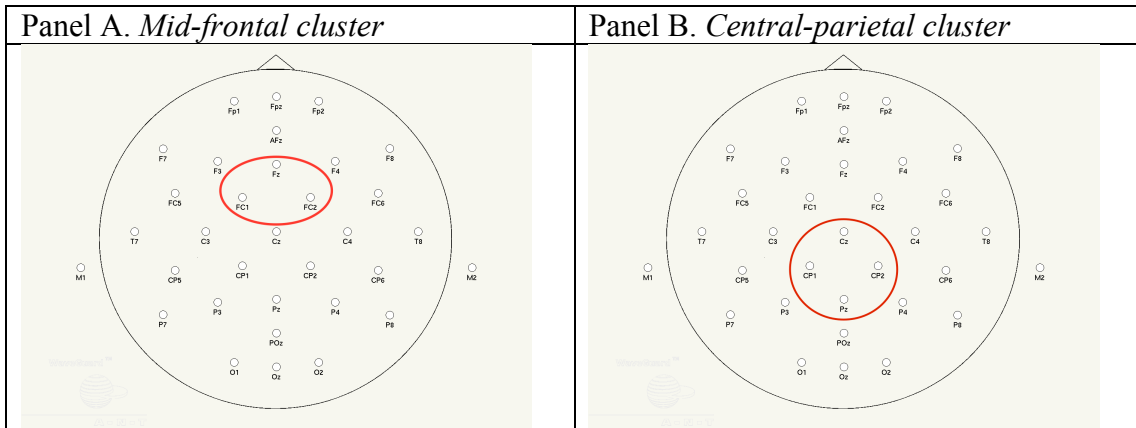 Panel A. Mid-frontal cluster
Panel B. Central-parietal cluster
Fp1 Fpz Fp2
AFz
F7 F3 Fz F4 F8
FC5 FC1 FC2 FC6
T7 C3 Cz C4 T8
M1 CP5 CP1 CP2 CP6 M2
P7 P3 Pz P4 P8
POz
O1 Oz O2
Fp1 Fpz Fp2
AFz
F7 F3 Fz F4 F8
FC5 FC1 FC2 FC6
T7 C3 Cz C4 T8
M1 CP5 CP1 CP2 CP6 M2
P7 P3 Pz P4 P8
POz
O1 Oz O2